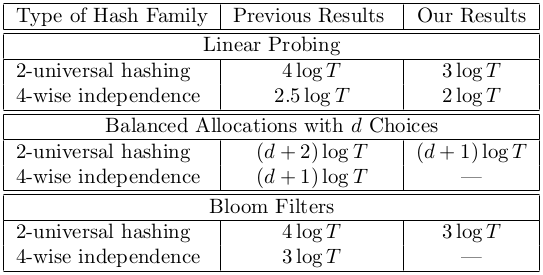 Type of Hash Family Previous Results Our Results
Linear Probing
2-universal hashing 4 log T 3 log T
4-wise independence 2.5 log T 2 log T
Balanced Allocations with d Choices
2-universal hashing (d + 2) log T (d + 1) log T
4-wise independence (d + 1) log T —
Bloom Filters
2-universal hashing 4 log T 3 log T
4-wise independence 3 log T —